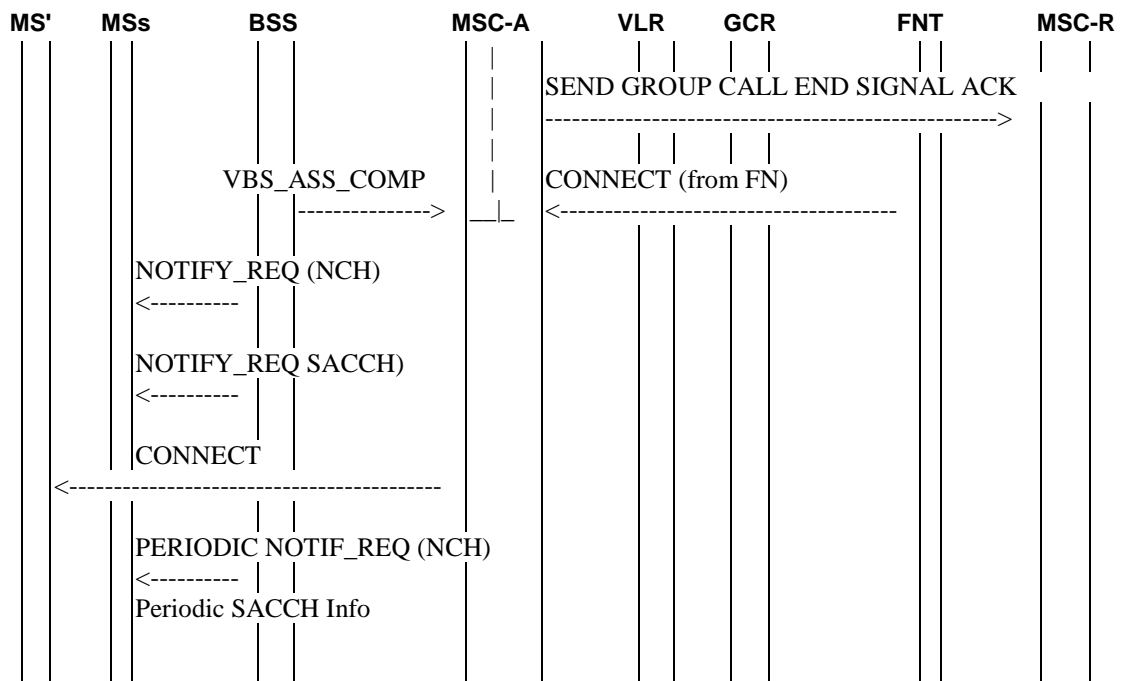 MS' MSs BSS MSC-A VLR GCR FNT MSC-R
SEND GROUP CALL END SIGNAL ACK
VBS_ASS_COMP CONNECT (from FN)
NOTIFY_REQ (NCH)
NOTIFY_REQ SACCH)
CONNECT
PERIODIC NOTIF_REQ (NCH)
Periodic SACCH Info